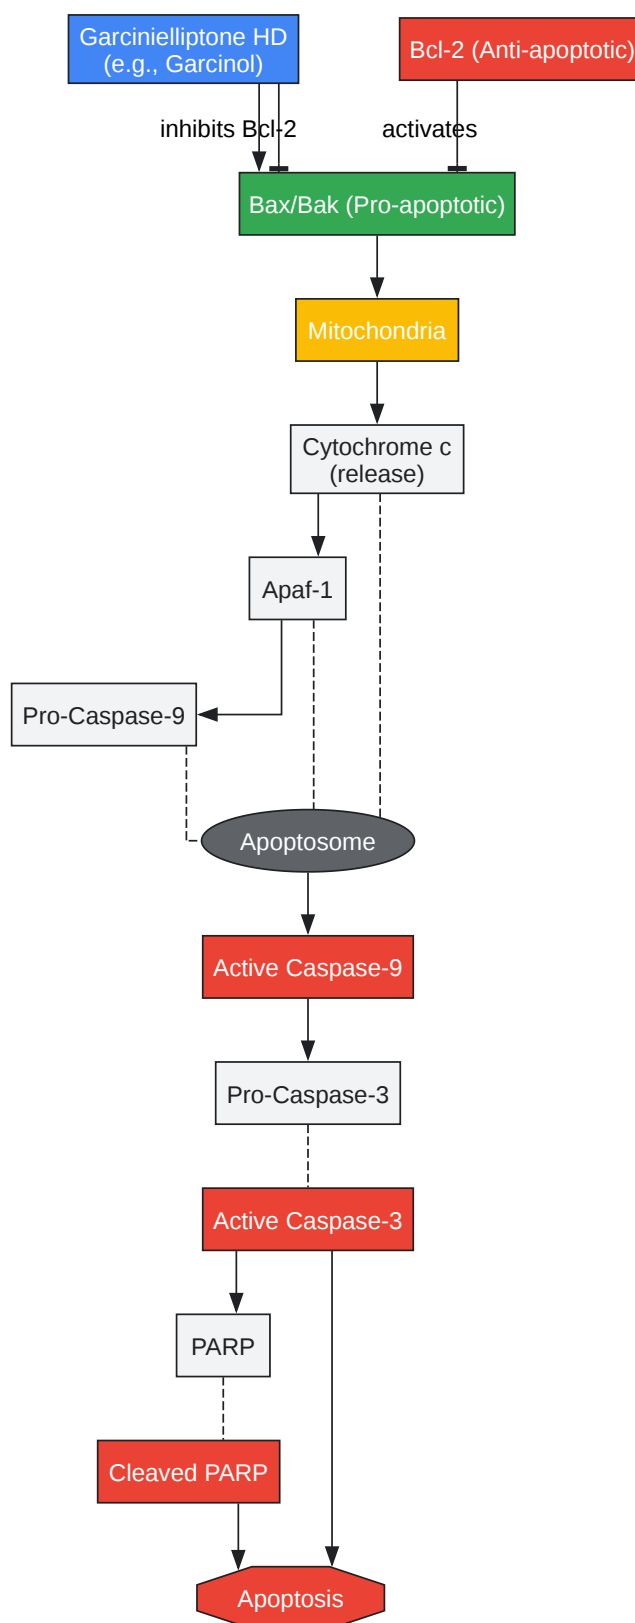 Garcinielliptone HD
(e.g., Garcinol)
Bcl-2 (Anti-apoptotic)
inhibits Bcl-2
activates
Bax/Bak (Pro-apoptotic)
Mitochondria
Cytochrome c
(release)
Apaf-1
Pro-Caspase-9
Apoptosome
Active Caspase-9
Pro-Caspase-3
Active Caspase-3
PARP
Cleaved PARP
Apoptosis